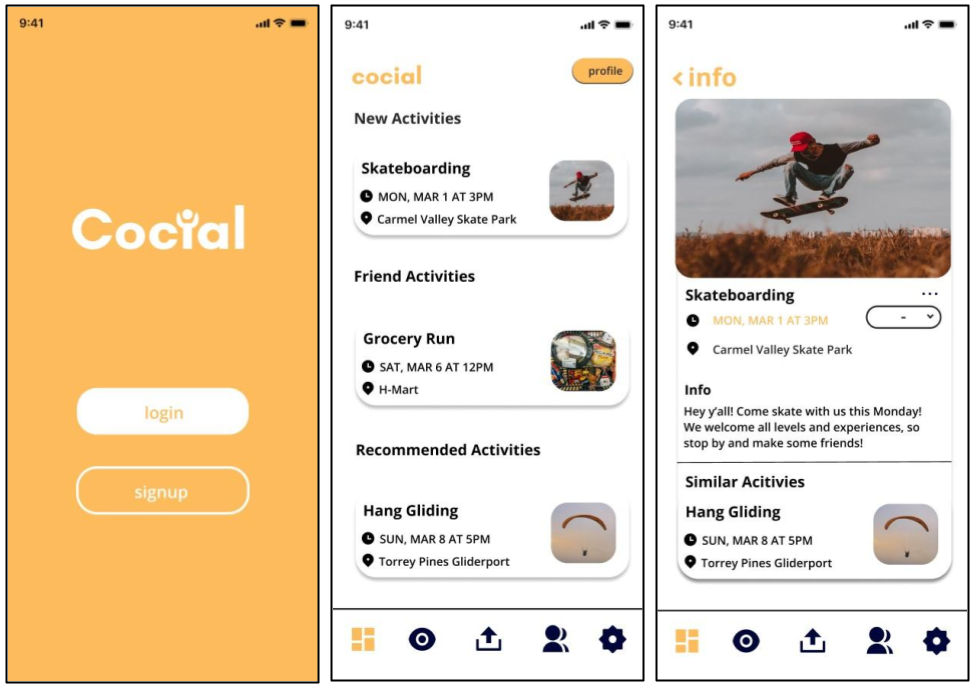 9:41
Cocial
login
signup
9:41
cocial
profile
New Activities
Skateboarding
MON, MAR 1 AT 3PM
Carmel Valley Skate Park
Friend Activities
Grocery Run
SAT, MAR 6 AT 12PM
H-Mart
Recommended Activities
Hang Gliding
SUN, MAR 8 AT 5PM
Torrey Pines Gliderport
9:41
< info
Skateboarding
...
MON, MAR 1 AT 3PM
-
Carmel Valley Skate Park
Info
Hey y'all! Come skate with us this Monday!
We welcome all levels and experiences, so
stop by and make some friends!
Similar Acitivies
Hang Gliding
SUN, MAR 8 AT 5PM
Torrey Pines Gliderport